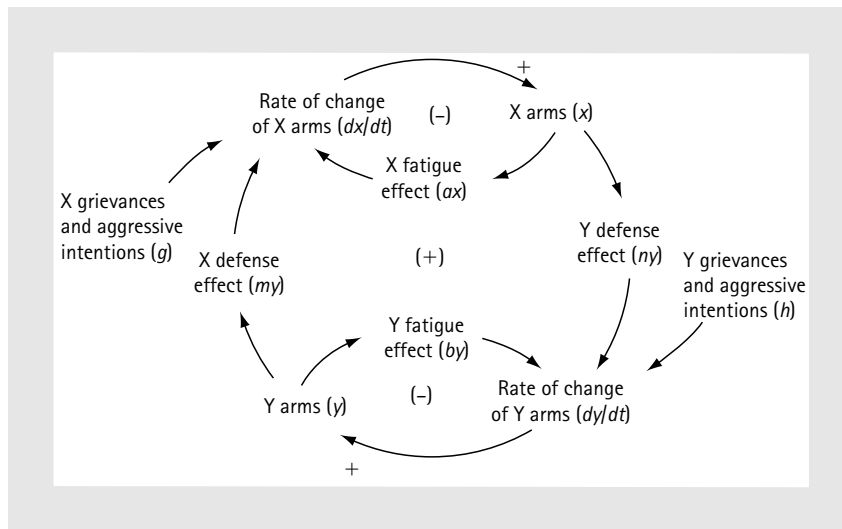 +
Rate of change
of X arms (dx/dt)
(–)
X arms (x)
X fatigue
effect (ax)
X grievances
and aggressive
intentions (g)
X defense
effect (my)
(+)
Y defense
effect (ny)
Y grievances
and aggressive
intentions (h)
Y fatigue
effect (by)
Y arms (y)
(–)
Rate of change
of Y arms (dy/dt)
+